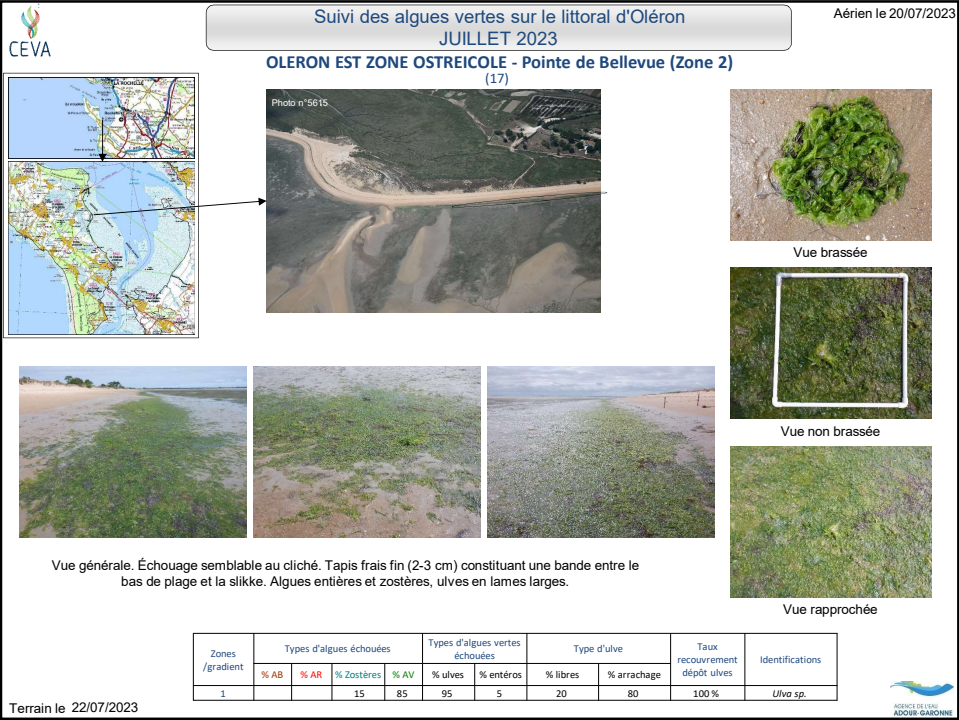 CEVA
Suivi des algues vertes sur le littoral d'Oléron
JUILLET 2023
Aérien le 20/07/2023
OLERON EST ZONE OSTREICOLE - Pointe de Bellevue (Zone 2)
(17)
Photo n°5615
Vue brassée
Vue non brassée
Vue rapprochée
Vue générale. Échouage semblable au cliché. Tapis frais fin (2-3 cm) constituant une bande entre le
bas de plage et la slikke. Algues entières et zostères, ulves en lames larges.
Zones /gradient | Types d'algues échouées | Types d'algues vertes échouées | Type d'ulve | Taux recouvrement dépôt ulves | Identifications
% AB | % AR | % Zostères | % AV | % ulves | % entéros | % libres | % arrachage
1 | 15 | 85 | 95 | 5 | 20 | 80 | 100 % | Ulva sp.
Terrain le 22/07/2023
AGENCE DE L'EAU
ADOUR-GARONNE